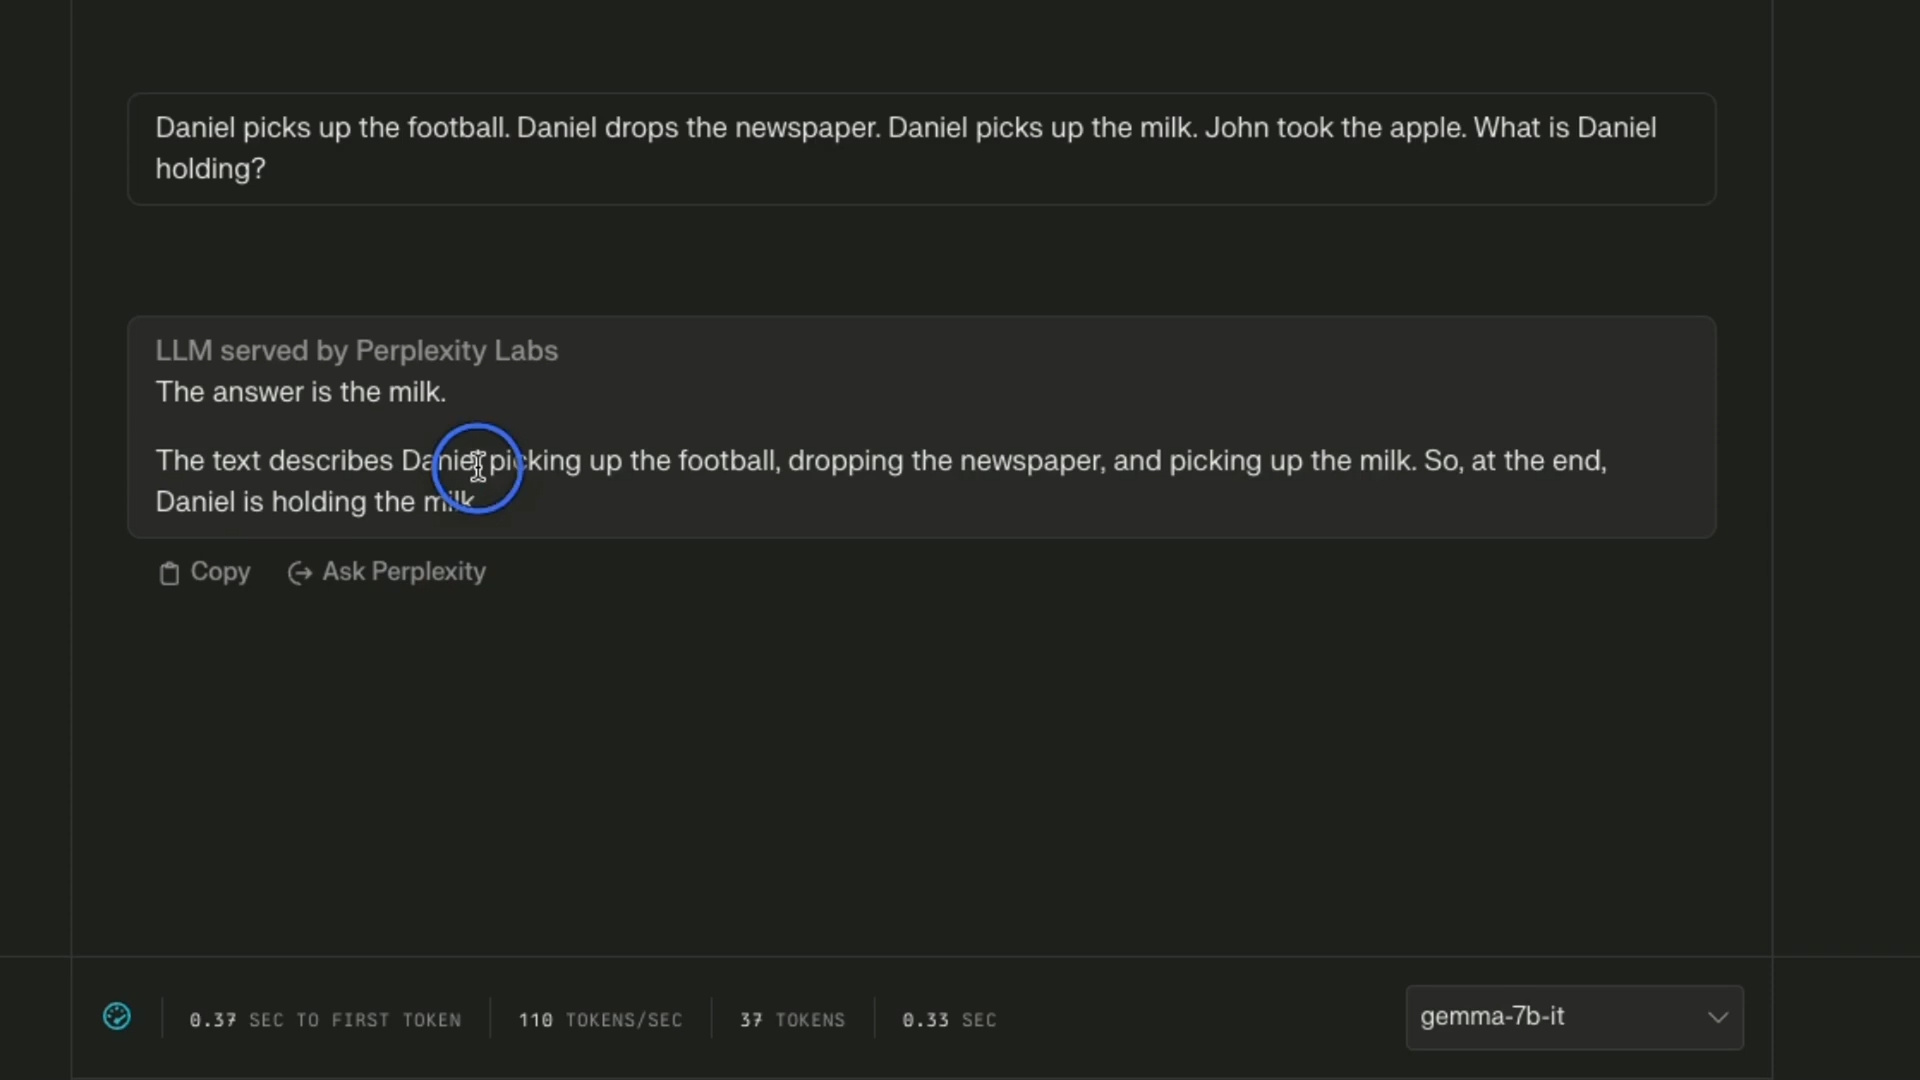 Daniel picks up the football. Daniel drops the newspaper. Daniel picks up the milk. John took the apple. What is Daniel
holding?
LLM served by Perplexity Labs
The answer is the milk.
The text describes Daniel picking up the football, dropping the newspaper, and picking up the milk. So, at the end,
Daniel is holding the milk
Copy Ask Perplexity
0.37 SEC TO FIRST TOKEN 110 TOKENS/SEC 37 TOKENS 0.33 SEC gemma-7b-it